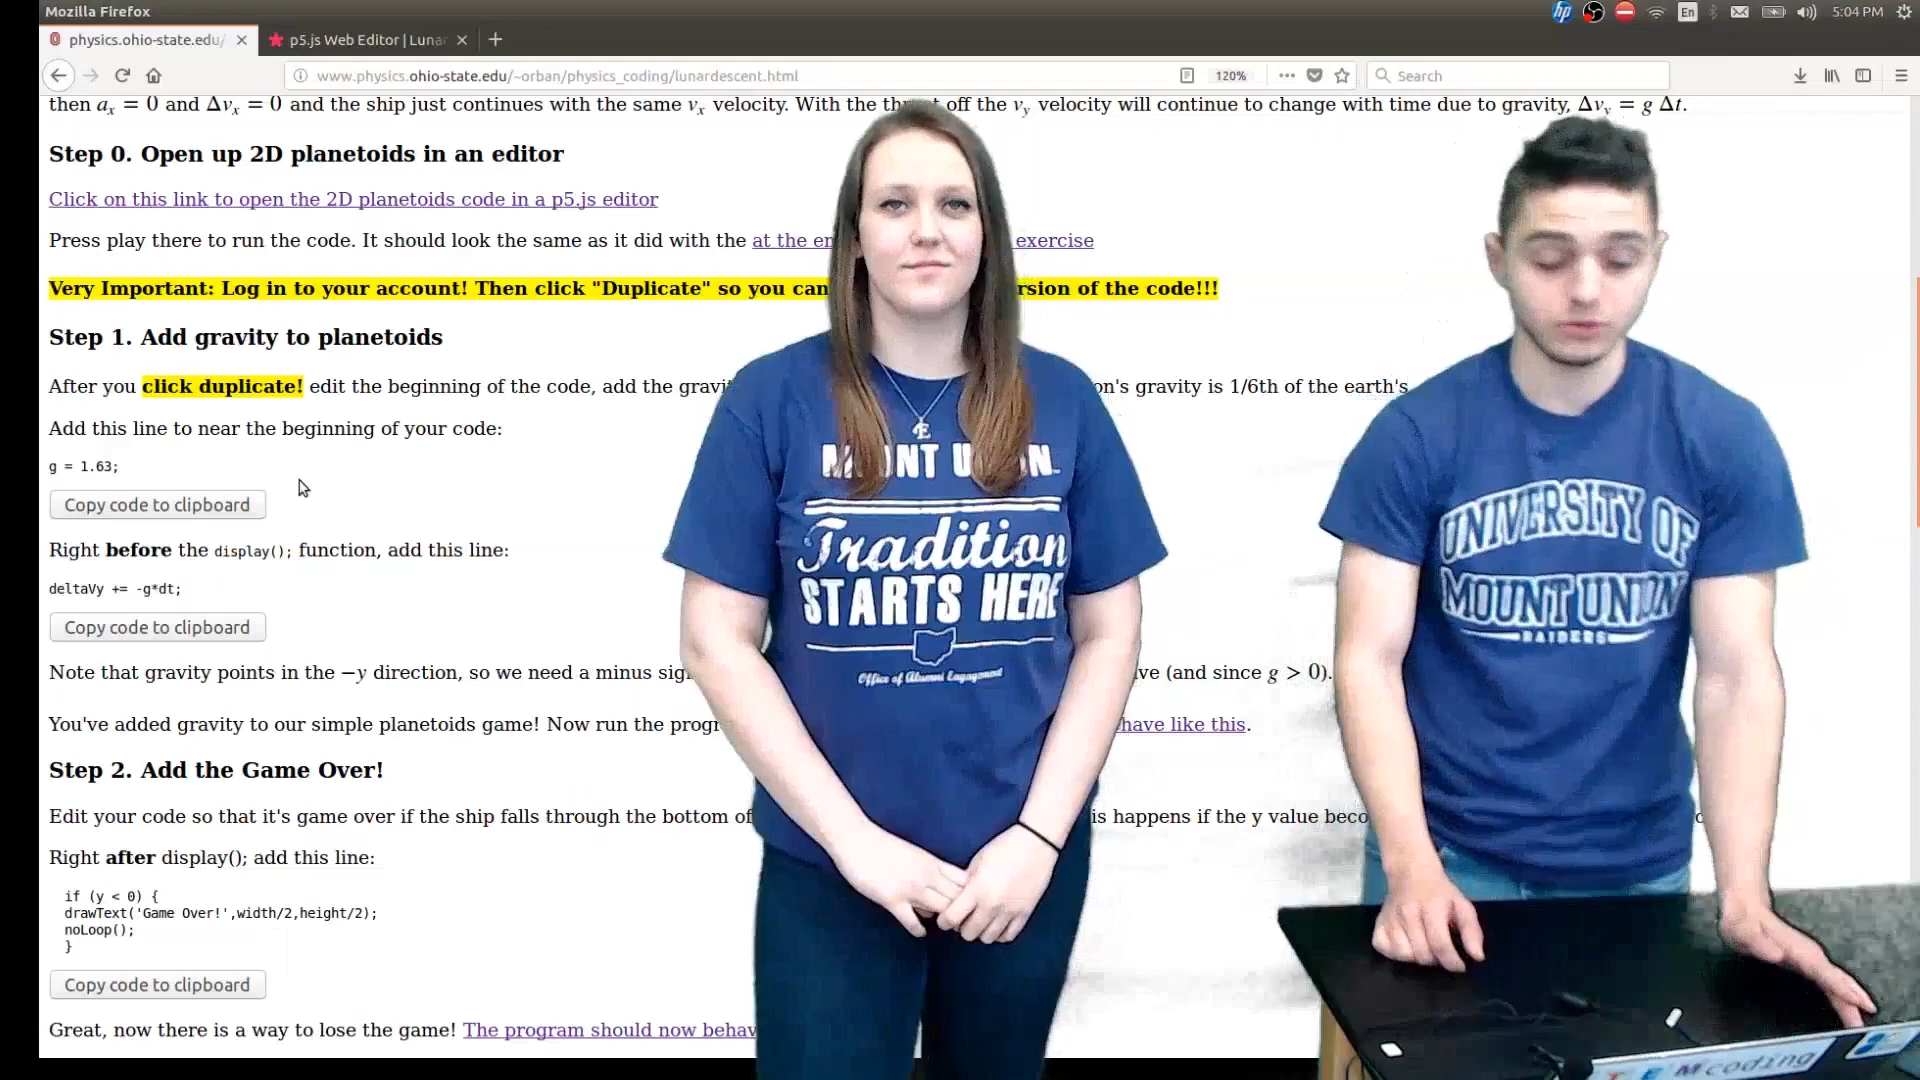 Mozilla Firefox
En
5:04 PM
physics.ohio-state.edu/
p5.js Web Editor | Luna
www.physics.ohio-state.edu/~orban/physics_coding/lunardescent.html
120%
Search
then aₓ = 0 and Δvₓ = 0 and the ship just continues with the same vₓ velocity. With the thrust off the vᵧ velocity will continue to change with time due to gravity, Δvᵧ = g Δt.
Step 0. Open up 2D planetoids in an editor
Click on this link to open the 2D planetoids code in a p5.js editor
Press play there to run the code. It should look the same as it did with the at the en exercise
Very Important: Log in to your account! Then click "Duplicate" so you can rsion of the code!!!
Step 1. Add gravity to planetoids
After you click duplicate! edit the beginning of the code, add the gravi on's gravity is 1/6th of the earth's
Add this line to near the beginning of your code:
g = 1.63;
Copy code to clipboard
Right before the display(); function, add this line:
deltaVy += -g*dt;
Copy code to clipboard
Note that gravity points in the −y direction, so we need a minus sig ve (and since g > 0).
You've added gravity to our simple planetoids game! Now run the progr have like this.
Step 2. Add the Game Over!
Edit your code so that it's game over if the ship falls through the bottom of is happens if the y value beco
Right after display(); add this line:
if (y < 0) {
drawText('Game Over!',width/2,height/2);
noLoop();
}
Copy code to clipboard
Great, now there is a way to lose the game! The program should now behav
E
MOUNT UNION
Tradition
STARTS HERE
Office of Alumni Engagement
UNIVERSITY OF
MOUNT UNION
RAIDERS
coding